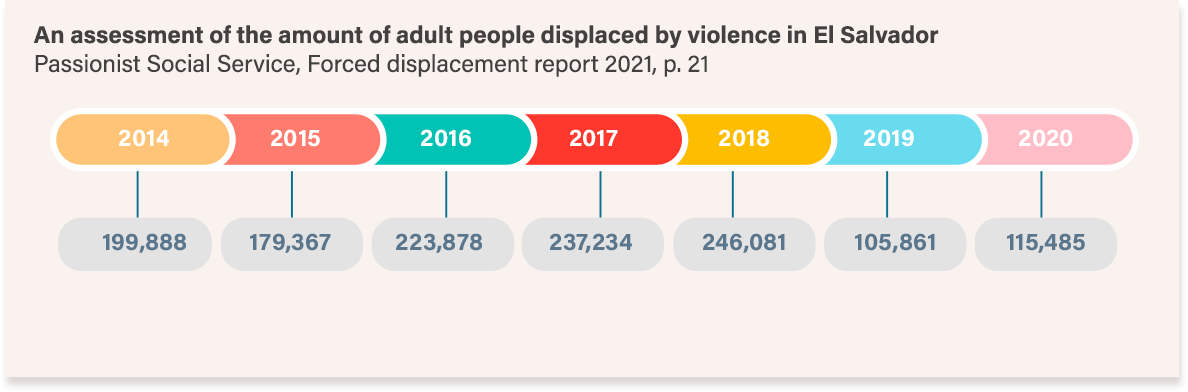 An assessment of the amount of adult people displaced by violence in El Salvador
Passionist Social Service, Forced displacement report 2021, p. 21
2014 2015 2016 2017 2018 2019 2020
199,888 179,367 223,878 237,234 246,081 105,861 115,485